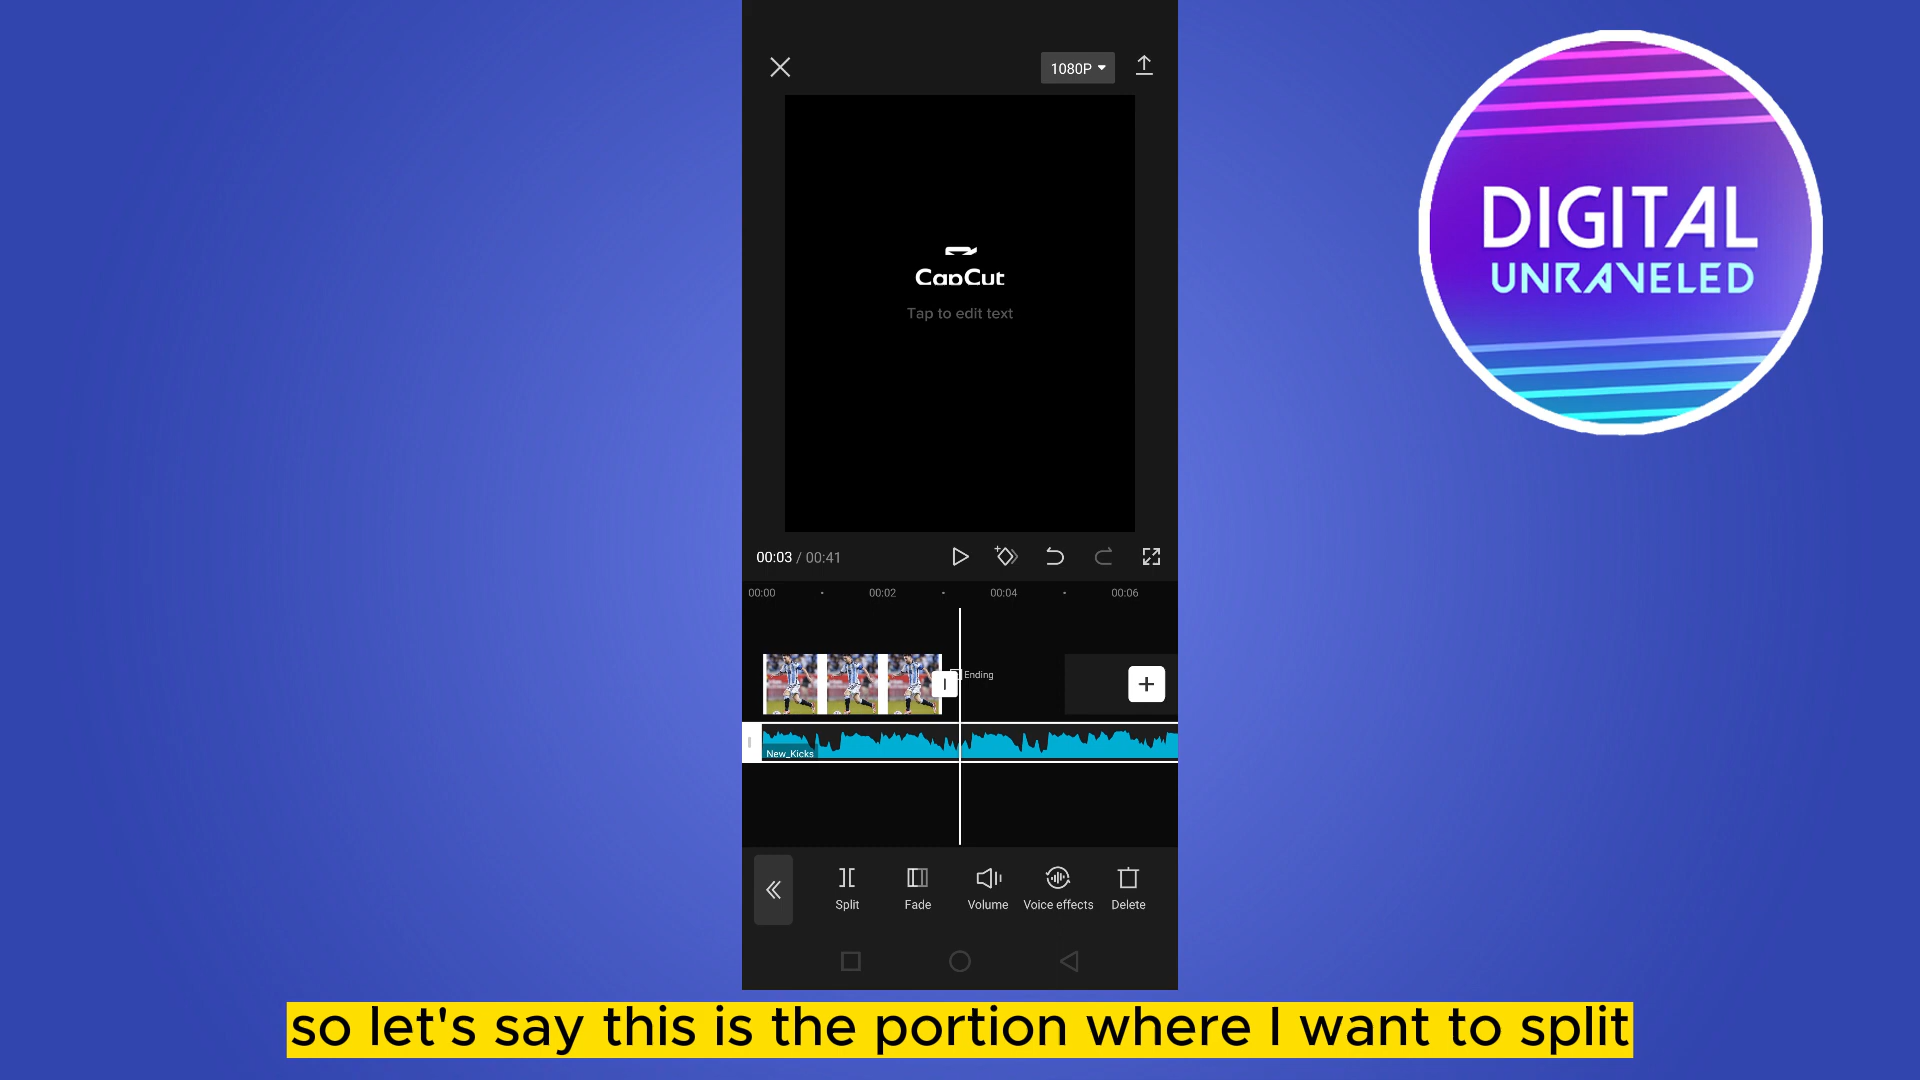 1080P
DIGITAL
UNRAVELED
CapCut
Tap to edit text
00:03 / 00:41
00:00
00:02
00:04
00:06
Ending
New_Kicks
Split
Fade
Volume
Voice effects
Delete
so let's say this is the portion where I want to split